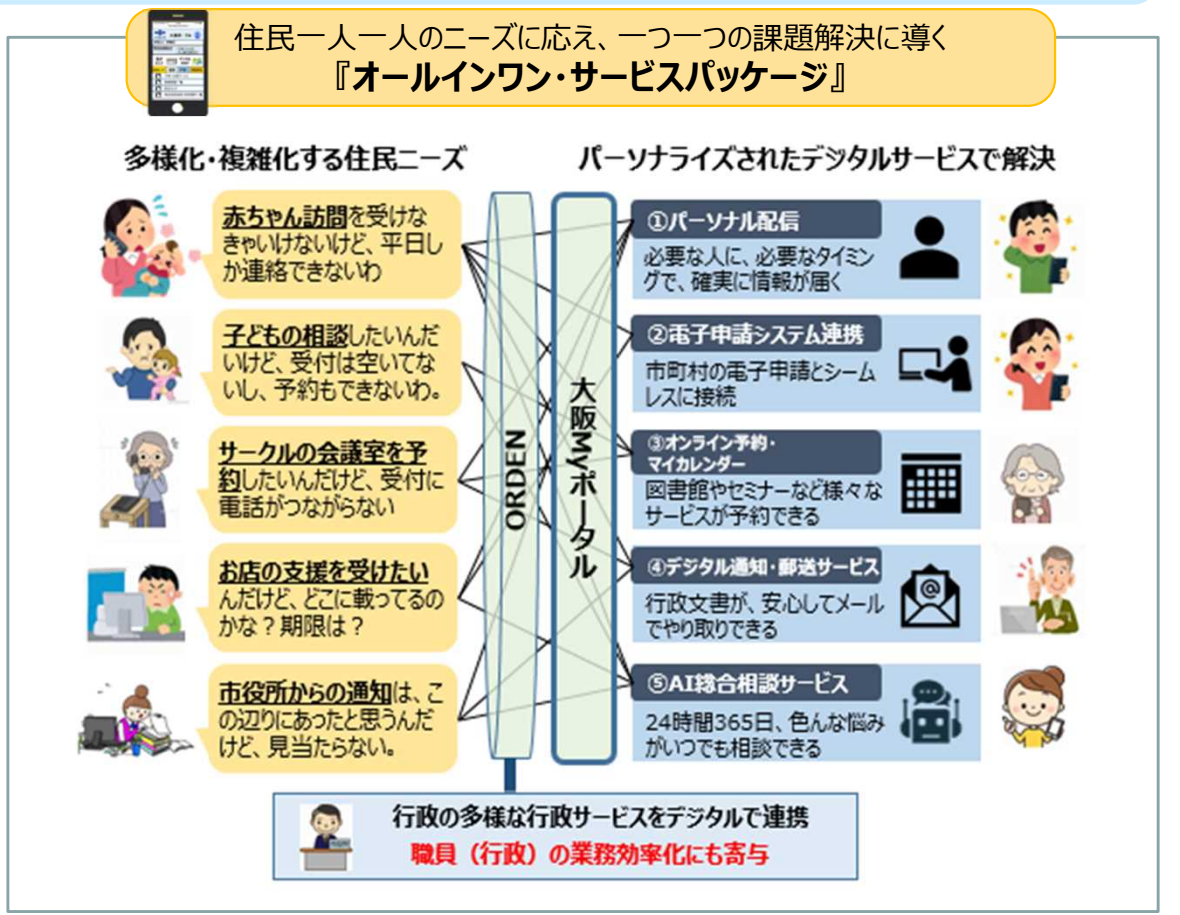 住民一人一人のニーズに応え、一つ一つの課題解決に導く
『オールインワン・サービスパッケージ』
多様化・複雑化する住民ニーズ
パーソナライズされたデジタルサービスで解決
赤ちゃん訪問を受けな
きゃいけないけど、平日し
か連絡できないわ
子どもの相談したいんだ
いけど、受付は空いてな
いし、予約もできないわ。
サークルの会議室を予
約したいんだけど、受付に
電話がつながらない
お店の支援を受けたい
んだけど、どこに載ってるの
かな？期限は？
市役所からの通知は、こ
の辺りにあったと思うんだ
けど、見当たらない。
ORDEN
大阪Myポータル
①パーソナル配信
必要な人に、必要なタイミン
グで、確実に情報が届く
②電子申請システム連携
市町村の電子申請とシーム
レスに接続
③オンライン予約・
マイカレンダー
図書館やセミナーなど様々な
サービスが予約できる
④デジタル通知・郵送サービス
行政文書が、安心してメール
でやり取りできる
⑤AI総合相談サービス
24時間365日、色んな悩み
がいつでも相談できる
行政の多様な行政サービスをデジタルで連携
職員（行政）の業務効率化にも寄与